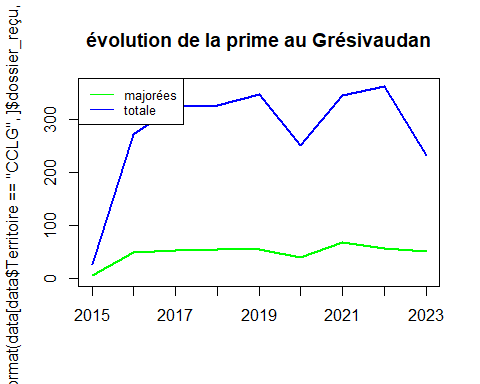 évolution de la prime au Grésivaudan
ormat(data[data$Territoire == "CCLG", ]$dossier_reçu,
majorées
totale
300
200
100
0
2015 2017 2019 2021 2023